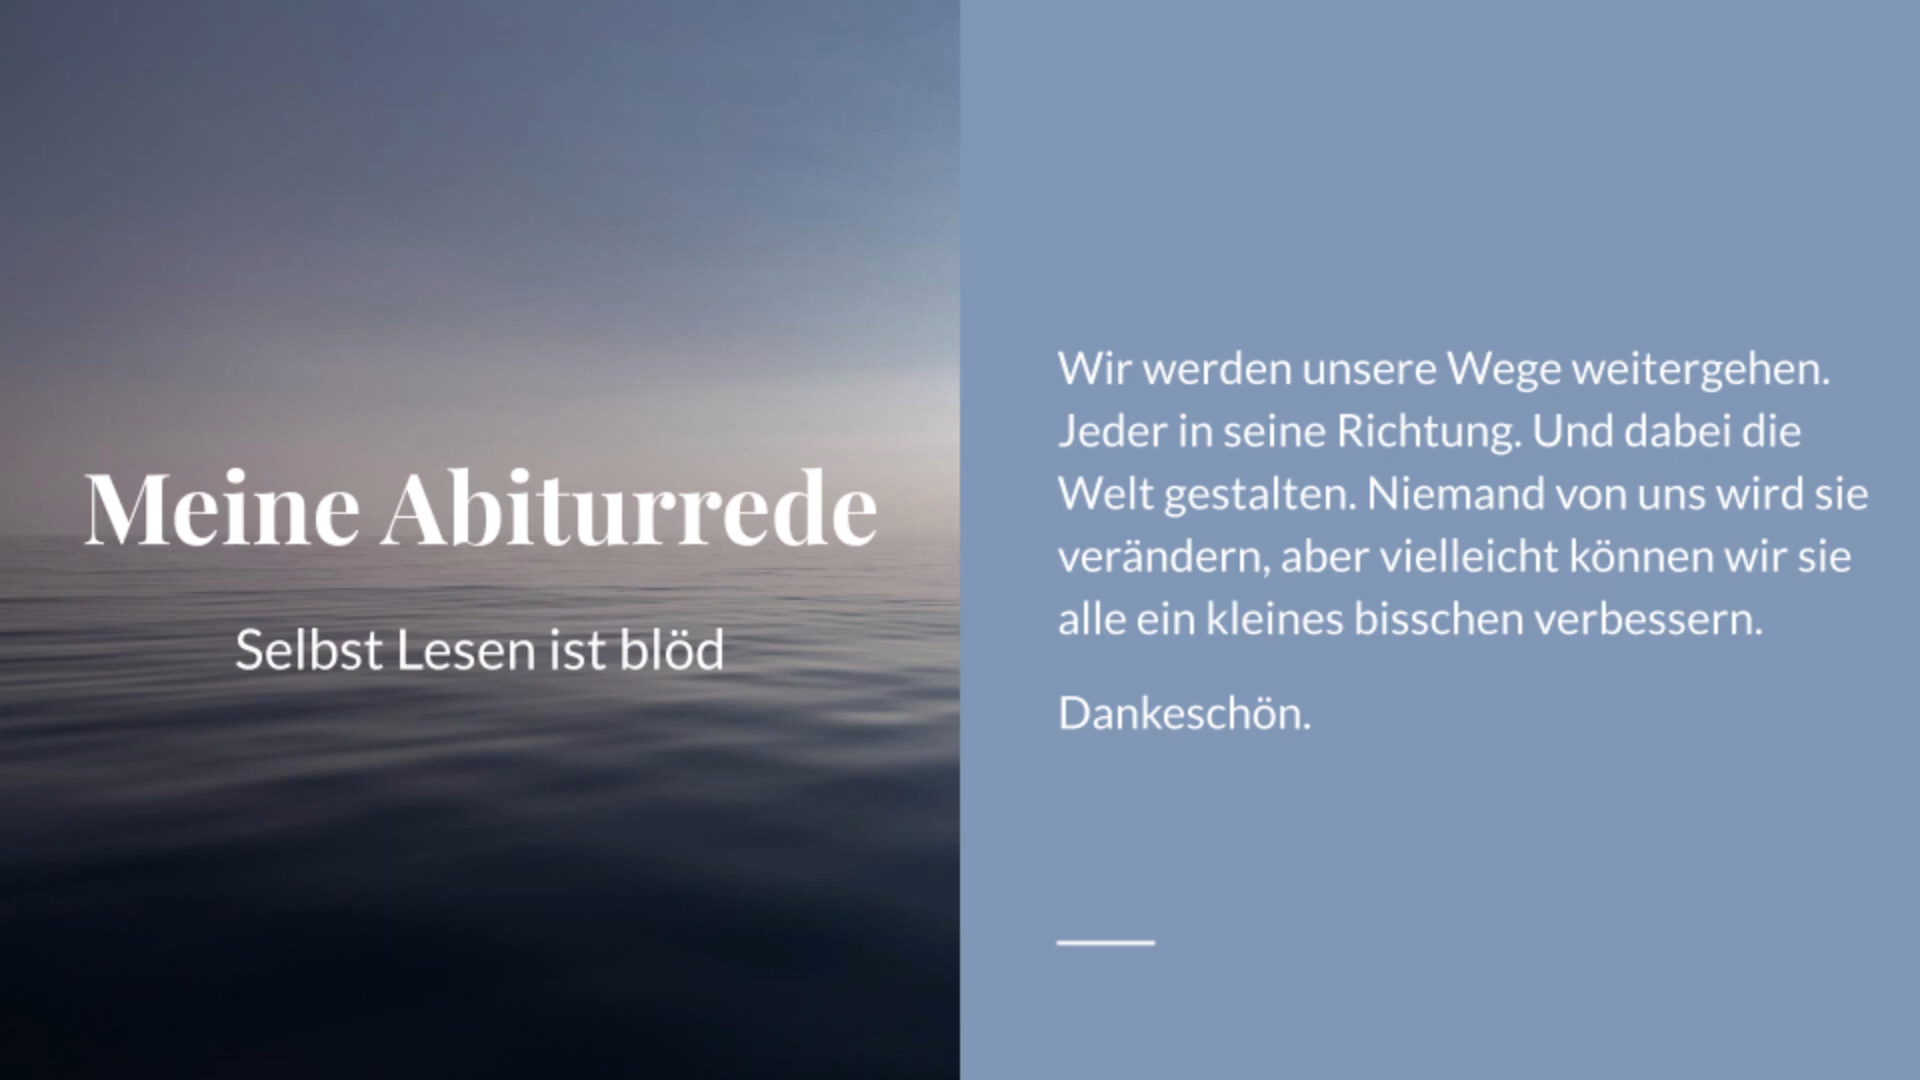 Meine Abiturrede
Selbst Lesen ist blöd
Wir werden unsere Wege weitergehen.
Jeder in seine Richtung. Und dabei die
Welt gestalten. Niemand von uns wird sie
verändern, aber vielleicht können wir sie
alle ein kleines bisschen verbessern.
Dankeschön.